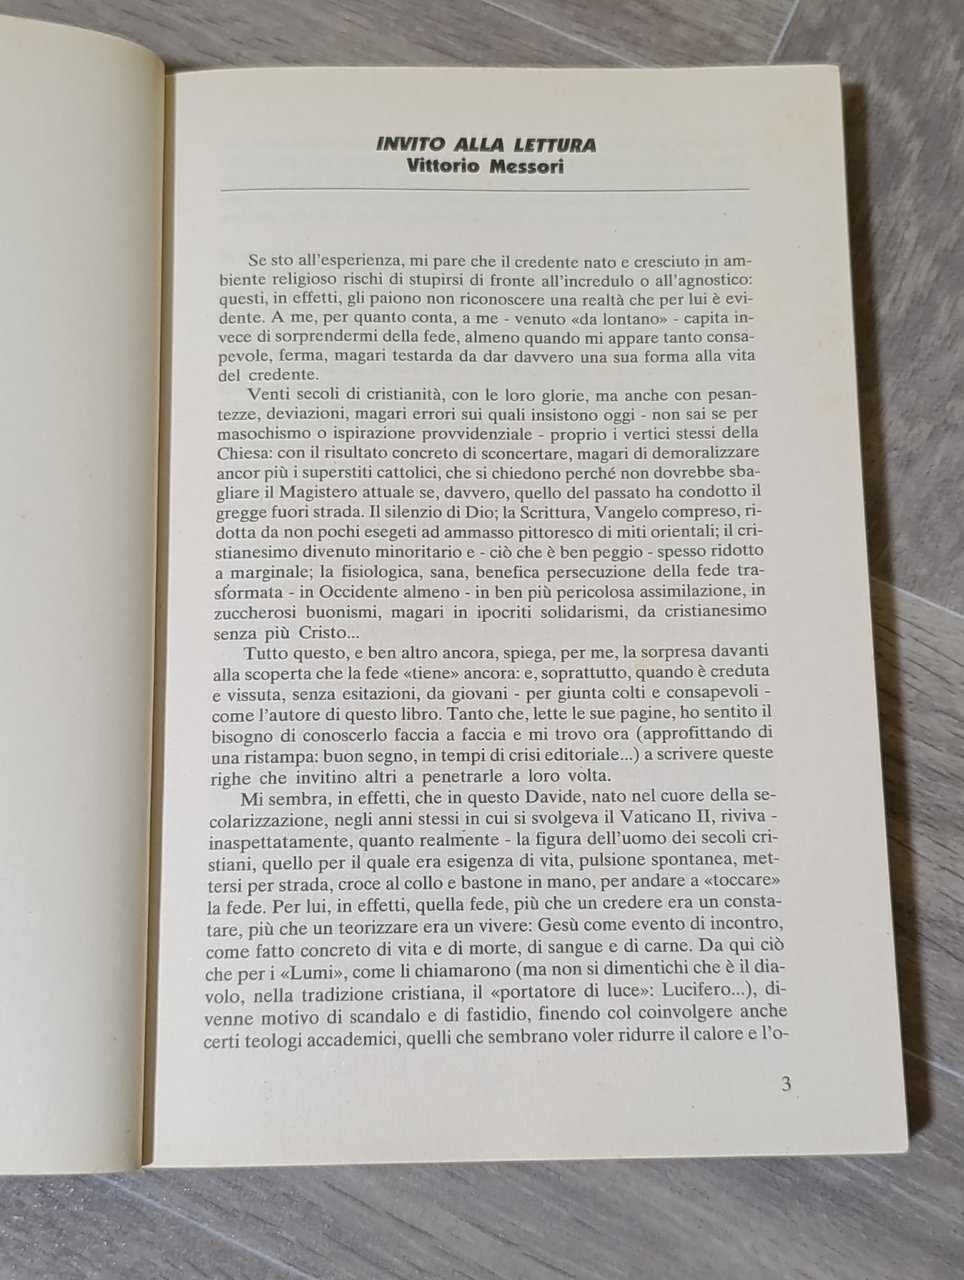 INVITO ALLA LETTURA
Vittorio Messori
Se sto all'esperienza, mi pare che il credente nato e cresciuto in am-
biente religioso rischi di stupirsi di fronte all'incredulo o all'agnostico:
questi, in effetti, gli paiono non riconoscere una realtà che per lui è evi-
dente. A me, per quanto conta, a me - venuto «da lontano» - capita in-
vece di sorprendermi della fede, almeno quando mi appare tanto consa-
pevole, ferma, magari testarda da dar davvero una sua forma alla vita
del credente.
Venti secoli di cristianità, con le loro glorie, ma anche con pesan-
tezze, deviazioni, magari errori sui quali insistono oggi - non sai se per
masochismo o ispirazione provvidenziale - proprio i vertici stessi della
Chiesa: con il risultato concreto di sconcertare, magari di demoralizzare
ancor più i superstiti cattolici, che si chiedono perché non dovrebbe sba-
gliare il Magistero attuale se, davvero, quello del passato ha condotto il
gregge fuori strada. Il silenzio di Dio; la Scrittura, Vangelo compreso, ri-
dotta da non pochi esegeti ad ammasso pittoresco di miti orientali; il cri-
stianesimo divenuto minoritario e - ciò che è ben peggio - spesso ridotto
a marginale; la fisiologica, sana, benefica persecuzione della fede tra-
sformata - in Occidente almeno - in ben più pericolosa assimilazione, in
zuccherosi buonismi, magari in ipocriti solidarismi, da cristianesimo
senza più Cristo...
Tutto questo, e ben altro ancora, spiega, per me, la sorpresa davanti
alla scoperta che la fede «tiene» ancora: e, soprattutto, quando è creduta
e vissuta, senza esitazioni, da giovani - per giunta colti e consapevoli -
come l'autore di questo libro. Tanto che, lette le sue pagine, ho sentito il
bisogno di conoscerlo faccia a faccia e mi trovo ora (approfittando di
una ristampa: buon segno, in tempi di crisi editoriale...) a scrivere queste
righe che invitino altri a penetrarle a loro volta.
Mi sembra, in effetti, che in questo Davide, nato nel cuore della se-
colarizzazione, negli anni stessi in cui si svolgeva il Vaticano II, riviva -
inaspettatamente, quanto realmente - la figura dell'uomo dei secoli cri-
stiani, quello per il quale era esigenza di vita, pulsione spontanea, met-
tersi per strada, croce al collo e bastone in mano, per andare a «toccare»
la fede. Per lui, in effetti, quella fede, più che un credere era un consta-
tare, più che un teorizzare era un vivere: Gesù come evento di incontro,
come fatto concreto di vita e di morte, di sangue e di carne. Da qui ciò
che per i «Lumi», come li chiamarono (ma non si dimentichi che è il dia-
volo, nella tradizione cristiana, il «portatore di luce»: Lucifero...), di-
venne motivo di scandalo e di fastidio, finendo col coinvolgere anche
certi teologi accademici, quelli che sembrano voler ridurre il calore e l'o-
3